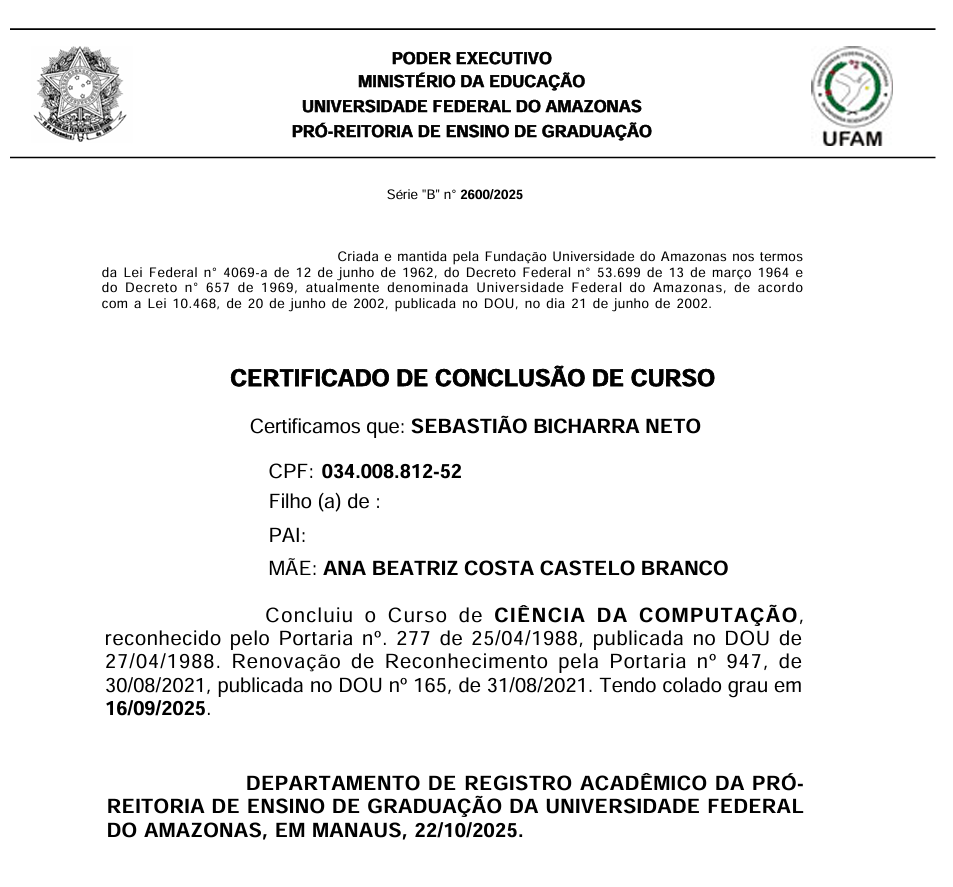 PODER EXECUTIVO
MINISTÉRIO DA EDUCAÇÃO
UNIVERSIDADE FEDERAL DO AMAZONAS
PRÓ-REITORIA DE ENSINO DE GRADUAÇÃO
UFAM
Série "B" n° 2600/2025
Criada e mantida pela Fundação Universidade do Amazonas nos termos
da Lei Federal n° 4069-a de 12 de junho de 1962, do Decreto Federal n° 53.699 de 13 de março 1964 e
do Decreto n° 657 de 1969, atualmente denominada Universidade Federal do Amazonas, de acordo
com a Lei 10.468, de 20 de junho de 2002, publicada no DOU, no dia 21 de junho de 2002.
CERTIFICADO DE CONCLUSÃO DE CURSO
Certificamos que: SEBASTIÃO BICHARRA NETO
CPF: 034.008.812-52
Filho (a) de :
PAI:
MÃE: ANA BEATRIZ COSTA CASTELO BRANCO
Concluiu o Curso de CIÊNCIA DA COMPUTAÇÃO,
reconhecido pelo Portaria nº. 277 de 25/04/1988, publicada no DOU de
27/04/1988. Renovação de Reconhecimento pela Portaria nº 947, de
30/08/2021, publicada no DOU nº 165, de 31/08/2021. Tendo colado grau em
16/09/2025.
DEPARTAMENTO DE REGISTRO ACADÊMICO DA PRÓ-
REITORIA DE ENSINO DE GRADUAÇÃO DA UNIVERSIDADE FEDERAL
DO AMAZONAS, EM MANAUS, 22/10/2025.